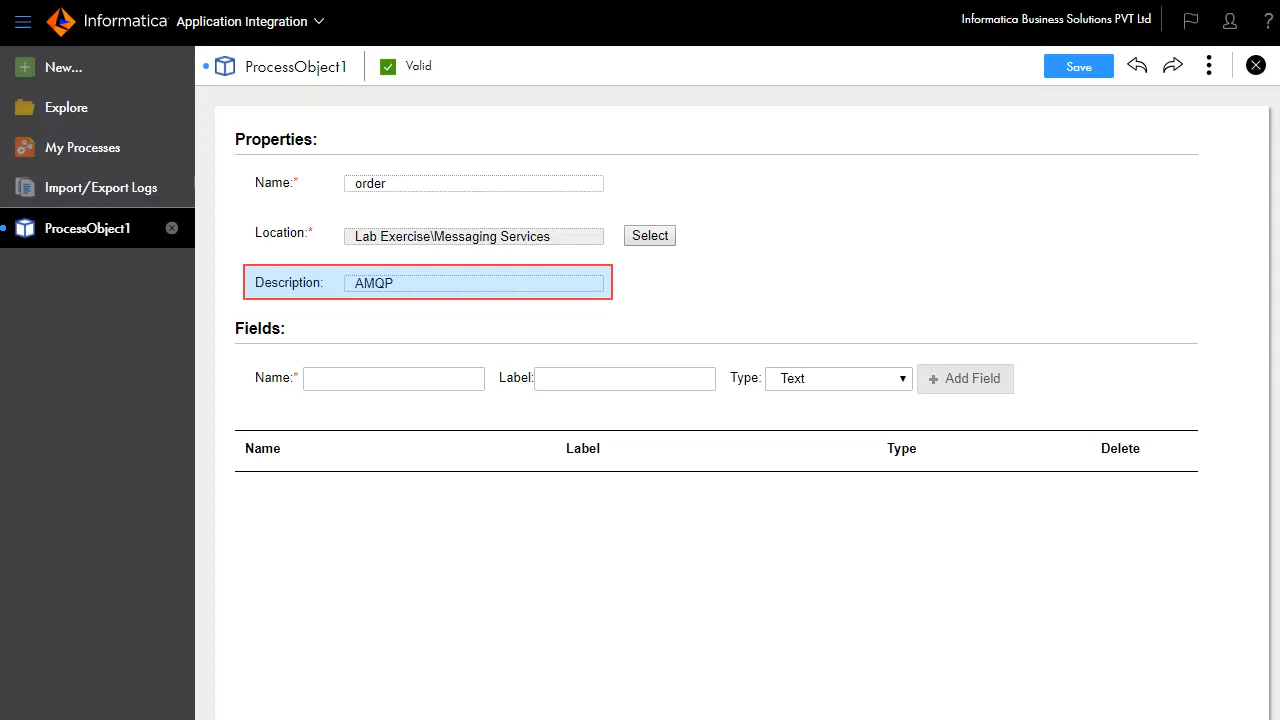 Informatica Application Integration
Informatica Business Solutions PVT Ltd
?
New...
Explore
My Processes
Import/Export Logs
ProcessObject1
ProcessObject1
Valid
Save
Properties:
Name:* order
Location:* Lab Exercise\Messaging Services Select
Description: AMQP
Fields:
Name:* Label: Type: Text Add Field
Name Label Type Delete